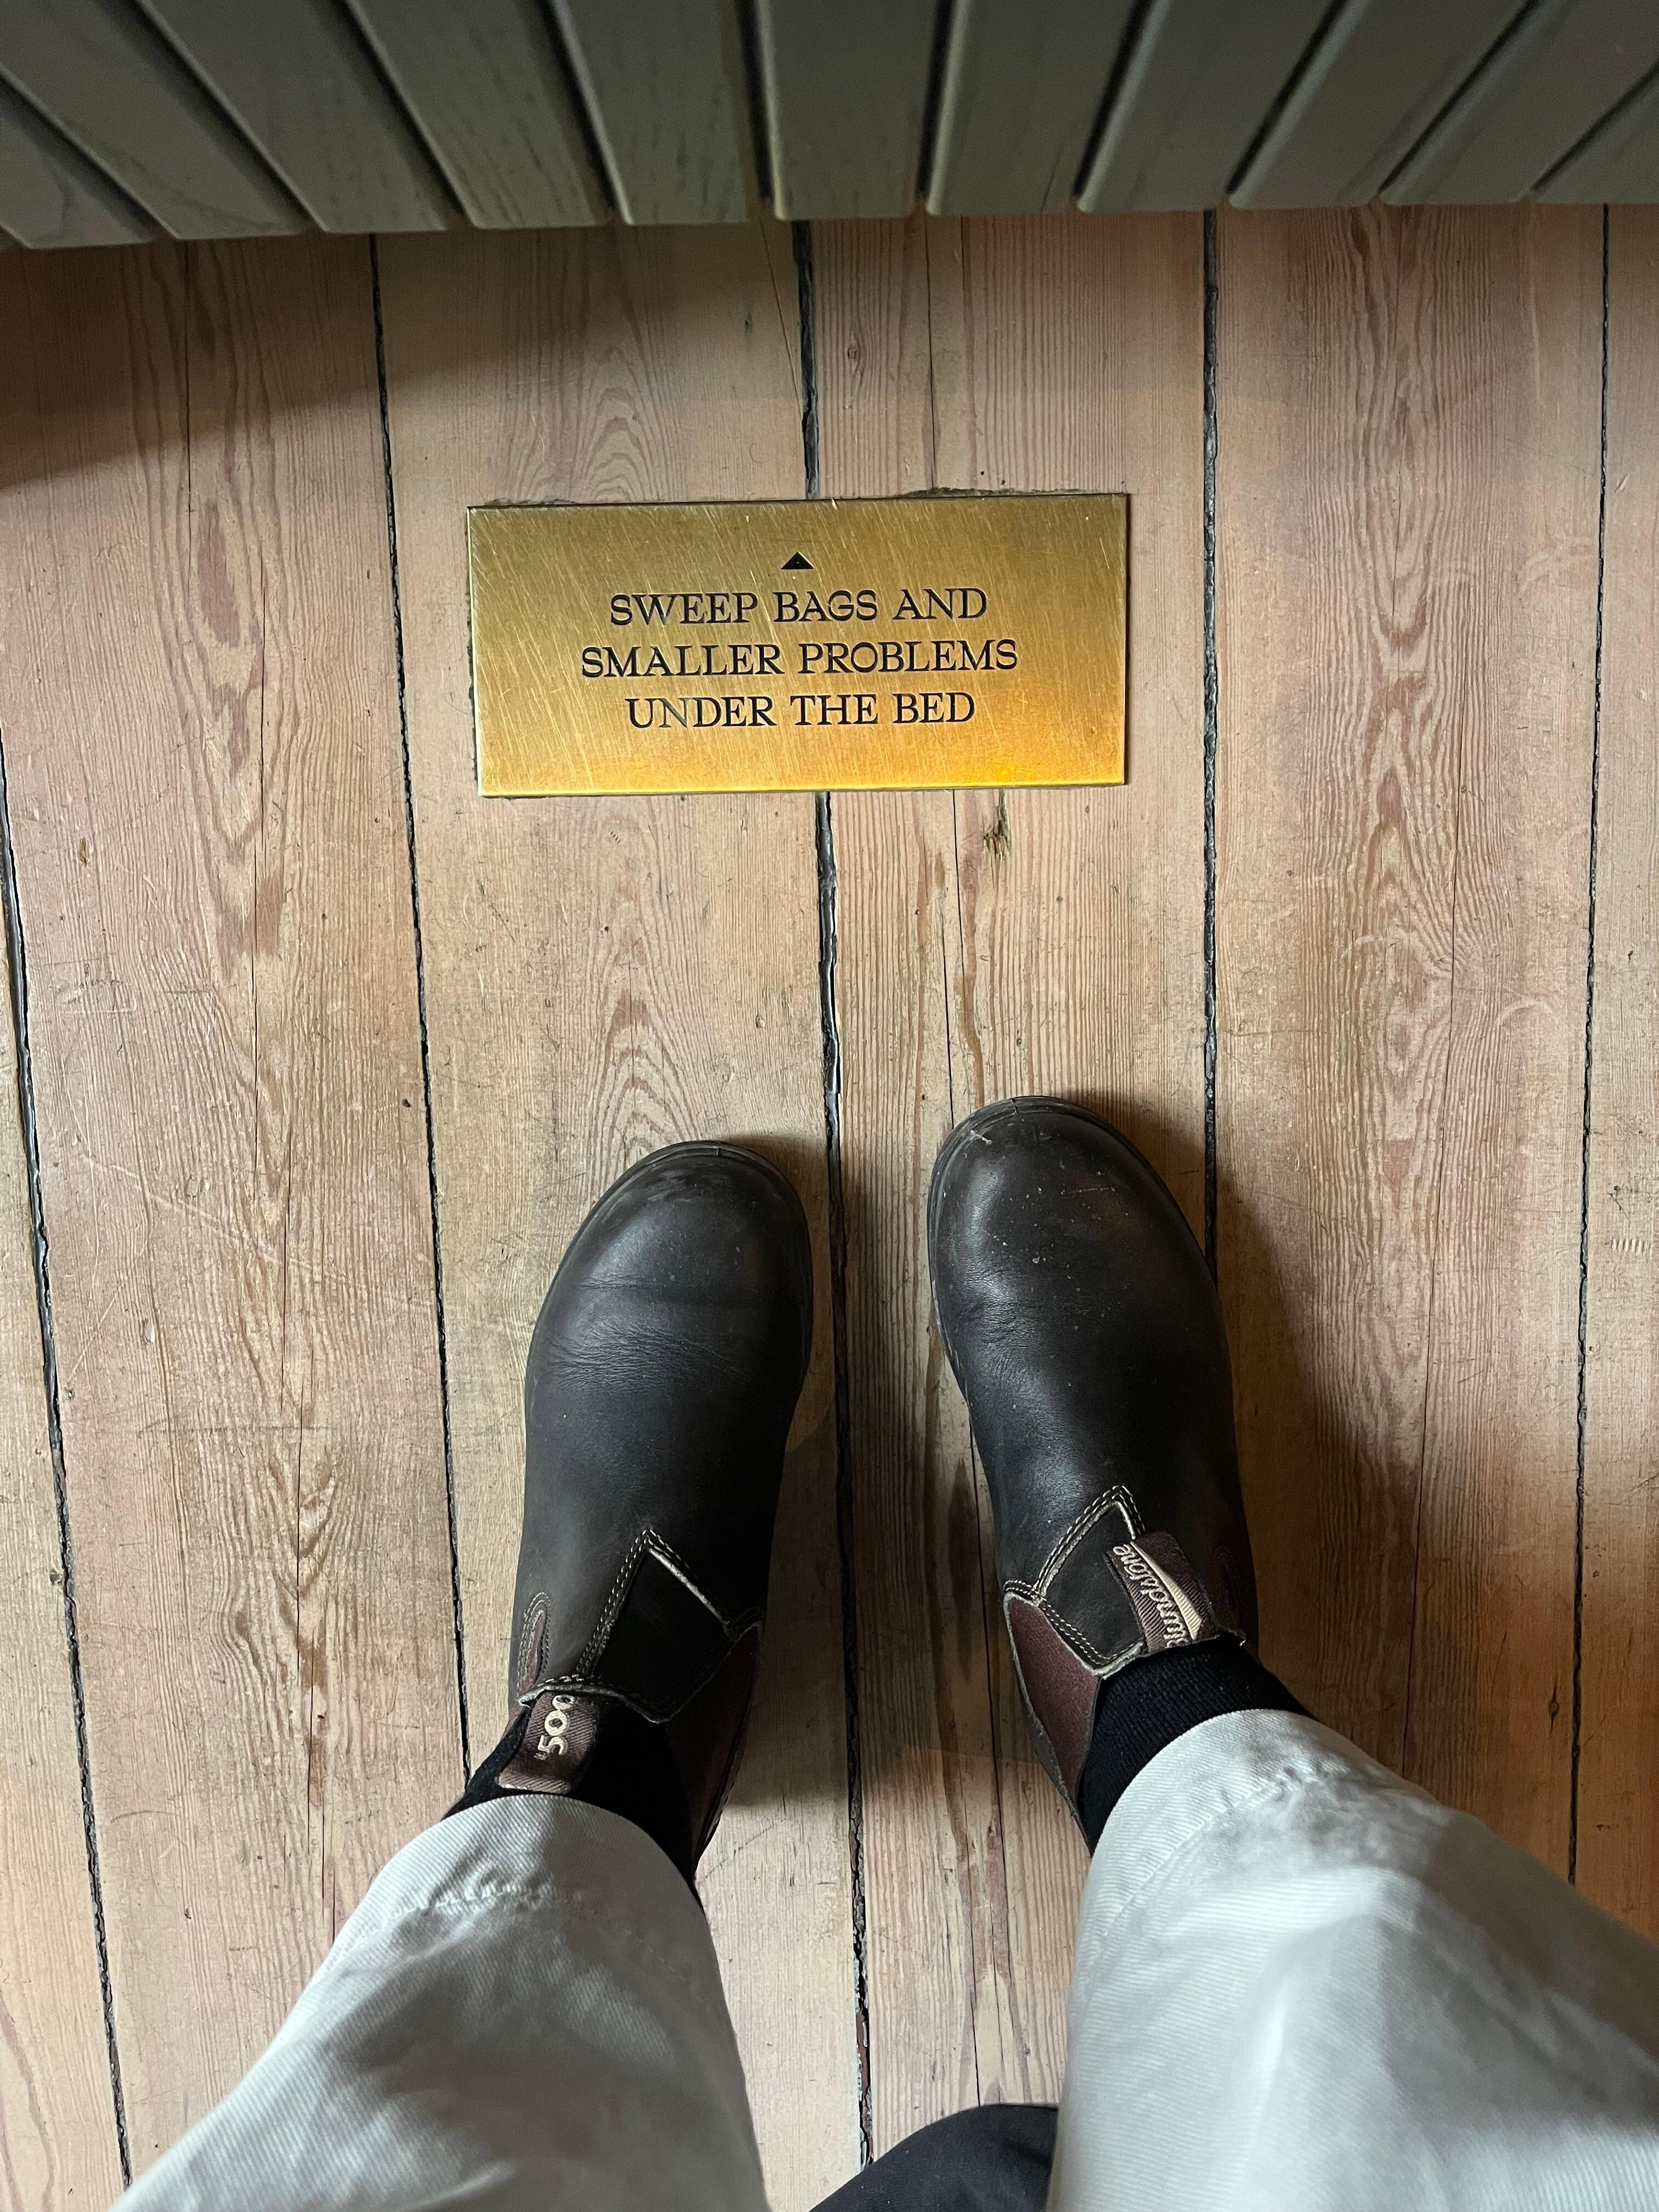 SWEEP BAGS AND
SMALLER PROBLEMS
UNDER THE BED